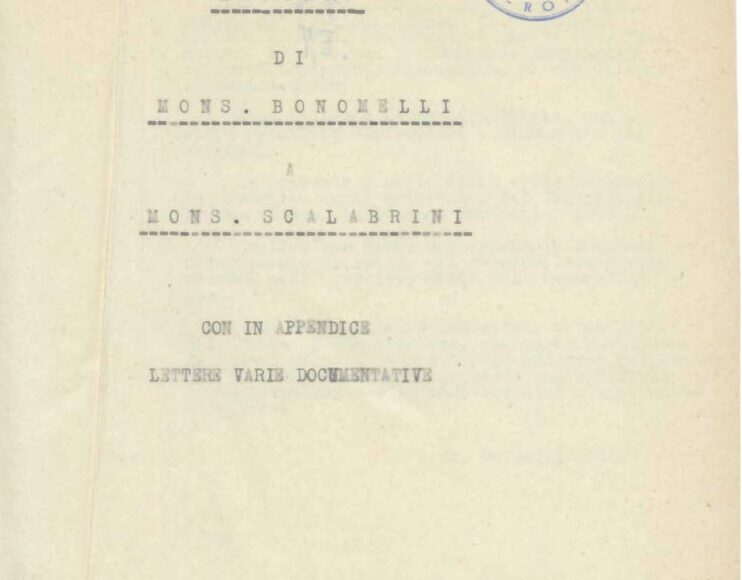 DI
MONS. BONOMELLI
A
MONS. SCALABRINI
CON IN APPENDICE
LETTERE VARIE DOCUMENTATIVE